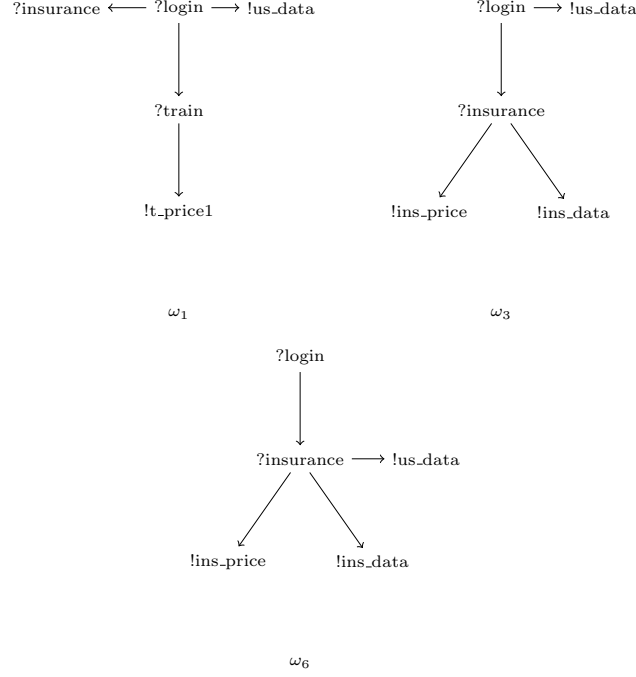 ?insurance ?login !us_data ?login !us_data
?train ?insurance
!t_price1 !ins_price !ins_data
ω₁ ω₃
?login
?insurance !us_data
!ins_price !ins_data
ω₆